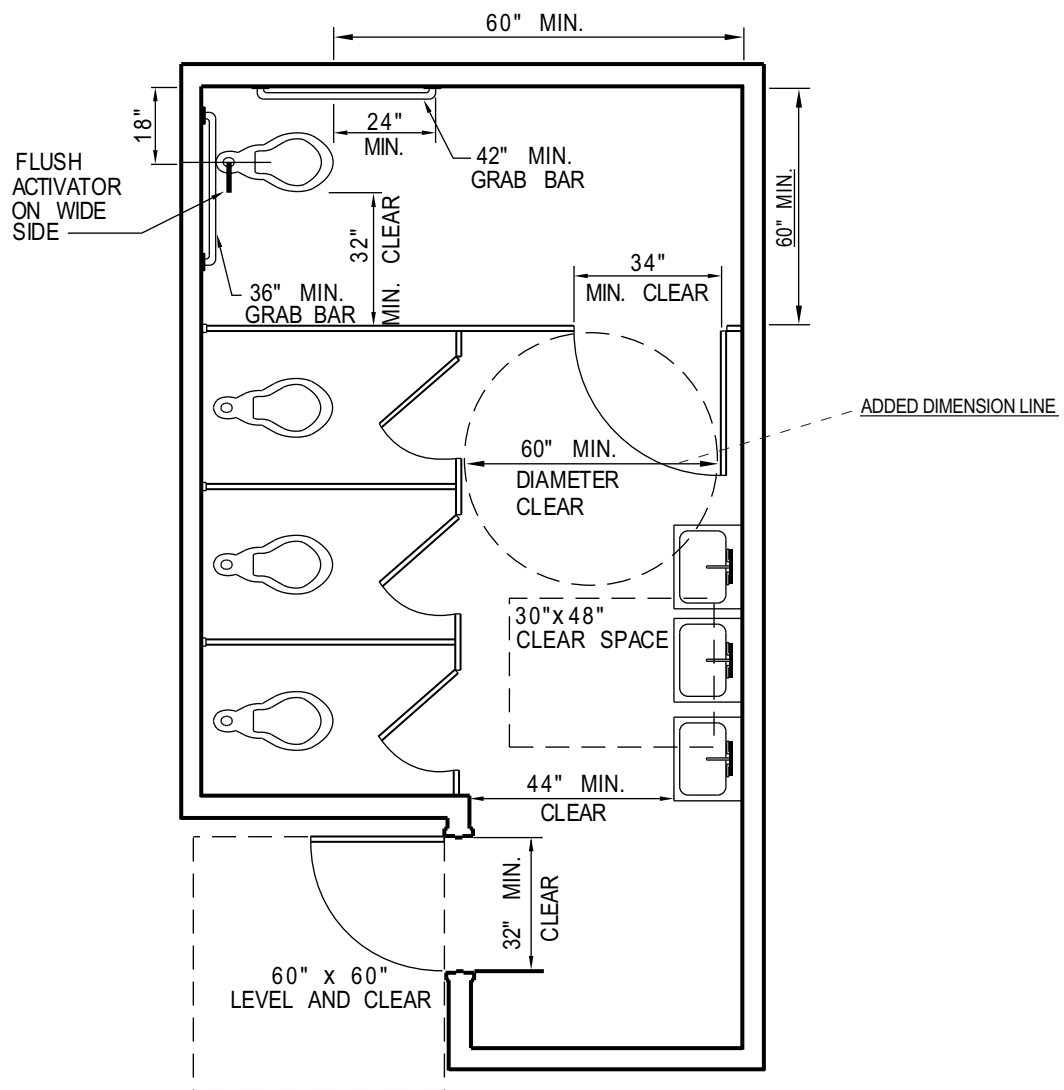 60" MIN.
18"
24"
MIN.
42" MIN.
GRAB BAR
FLUSH
ACTIVATOR
ON WIDE
SIDE
32"
MIN. CLEAR
60" MIN.
36" MIN.
GRAB BAR
34"
MIN. CLEAR
ADDED DIMENSION LINE
60" MIN.
DIAMETER
CLEAR
30"x48"
CLEAR SPACE
44" MIN.
CLEAR
32" MIN.
CLEAR
60" x 60"
LEVEL AND CLEAR